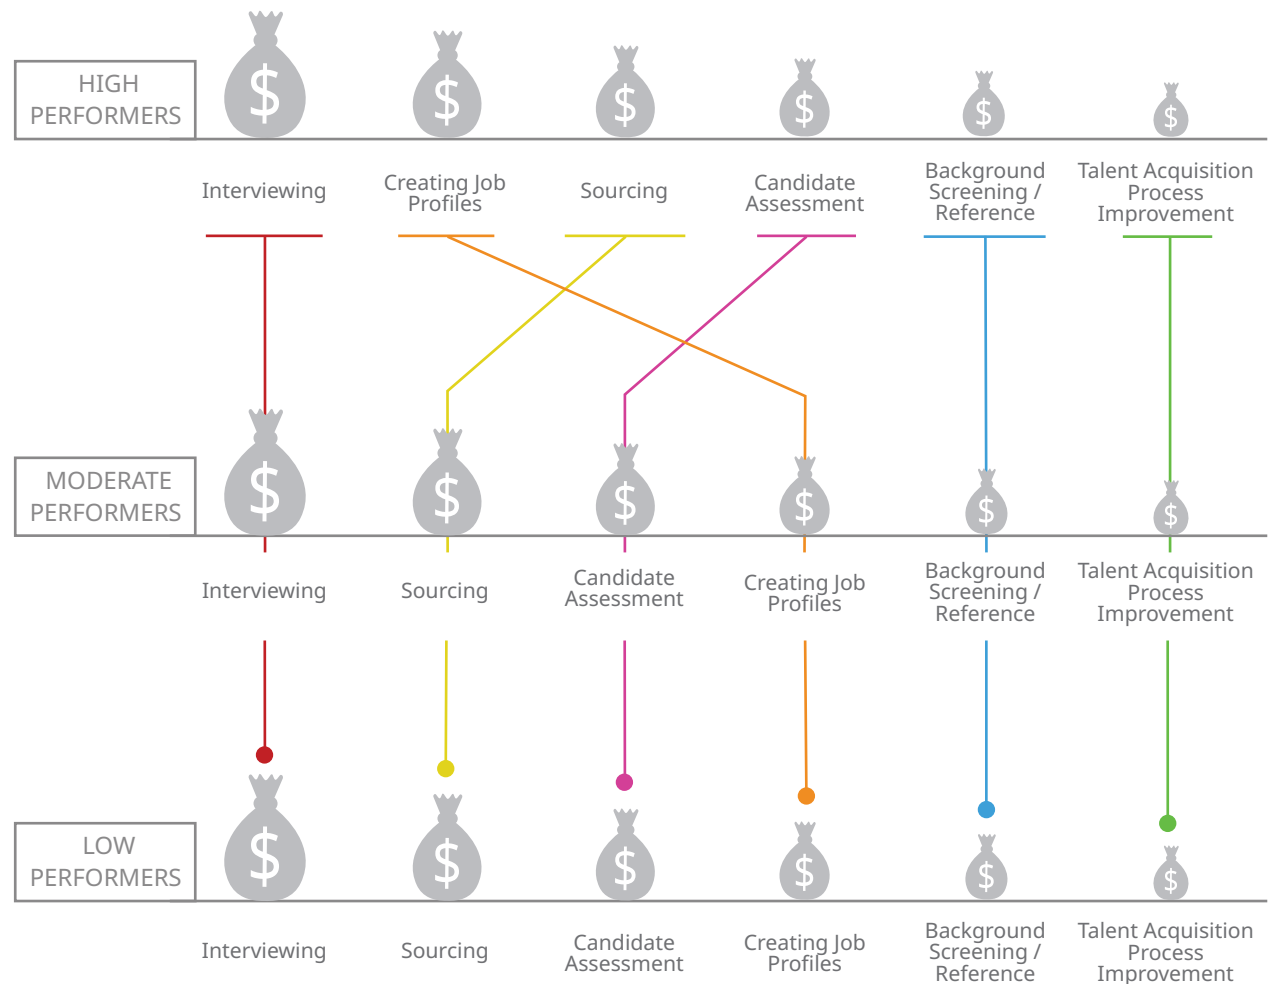 HIGH
PERFORMERS
$ $ $ $ $ $
Interviewing
Creating Job
Profiles
Sourcing
Candidate
Assessment
Background
Screening /
Reference
Talent Acquisition
Process
Improvement
MODERATE
PERFORMERS
$ $ $ $ $ $
Interviewing
Sourcing
Candidate
Assessment
Creating Job
Profiles
Background
Screening /
Reference
Talent Acquisition
Process
Improvement
LOW
PERFORMERS
$ $ $ $ $ $
Interviewing
Sourcing
Candidate
Assessment
Creating Job
Profiles
Background
Screening /
Reference
Talent Acquisition
Process
Improvement